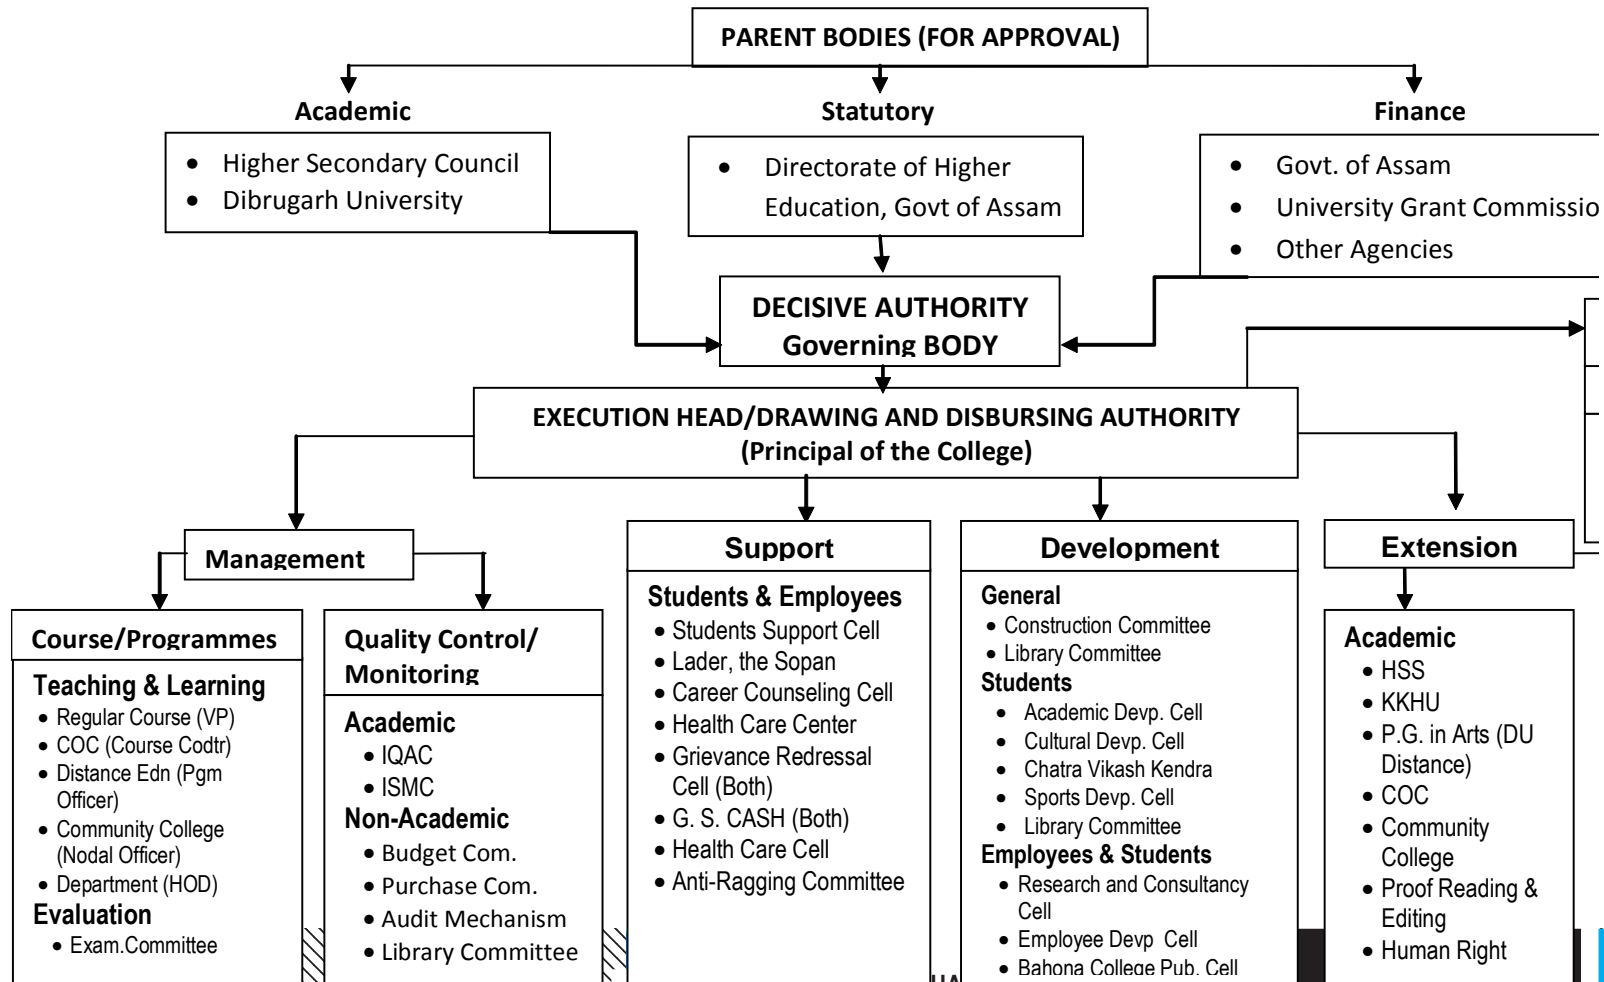 PARENT BODIES (FOR APPROVAL)
Academic
• Higher Secondary Council
• Dibrugarh University
Statutory
• Directorate of Higher
Education, Govt of Assam
Finance
• Govt. of Assam
• University Grant Commissio
• Other Agencies
DECISIVE AUTHORITY
Governing BODY
EXECUTION HEAD/DRAWING AND DISBURSING AUTHORITY
(Principal of the College)
Management
Course/Programmes
Teaching & Learning
• Regular Course (VP)
• COC (Course Codtr)
• Distance Edn (Pgm
Officer)
• Community College
(Nodal Officer)
• Department (HOD)
Evaluation
• Exam.Committee
Quality Control/
Monitoring
Academic
• IQAC
• ISMC
Non-Academic
• Budget Com.
• Purchase Com.
• Audit Mechanism
• Library Committee
Support
Students & Employees
• Students Support Cell
• Lader, the Sopan
• Career Counseling Cell
• Health Care Center
• Grievance Redressal
Cell (Both)
• G. S. CASH (Both)
• Health Care Cell
• Anti-Ragging Committee
Development
General
• Construction Committee
• Library Committee
Students
• Academic Devp. Cell
• Cultural Devp. Cell
• Chatra Vikash Kendra
• Sports Devp. Cell
• Library Committee
Employees & Students
• Research and Consultancy
Cell
• Employee Devp Cell
• Bahona College Pub. Cell
Extension
Academic
• HSS
• KKHU
• P.G. in Arts (DU
Distance)
• COC
• Community
College
• Proof Reading &
Editing
• Human Right